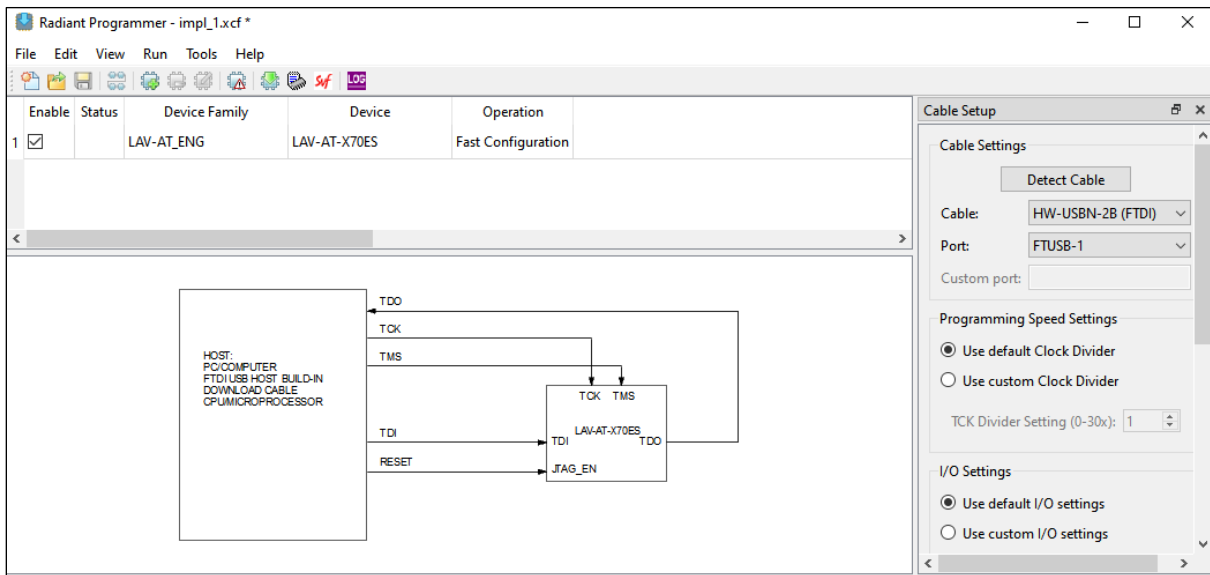 Radiant Programmer - impl_1.xcf *
File Edit View Run Tools Help
Svf LOG
Enable Status Device Family Device Operation
1 LAV-AT_ENG LAV-AT-X70ES Fast Configuration
Cable Setup
Cable Settings
Detect Cable
Cable: HW-USBN-2B (FTDI)
Port: FTUSB-1
Custom port:
Programming Speed Settings
Use default Clock Divider
Use custom Clock Divider
TCK Divider Setting (0-30x): 1
I/O Settings
Use default I/O settings
Use custom I/O settings
TDO
TCK
TMS
HOST:
PC/COMPUTER
FTDI USB HOST BUILD-IN
DOWNLOAD CABLE
CPU/MICROPROCESSOR
TDI
RESET
TCK TMS
LAV-AT-X70ES
TDI TDO
JTAG_EN